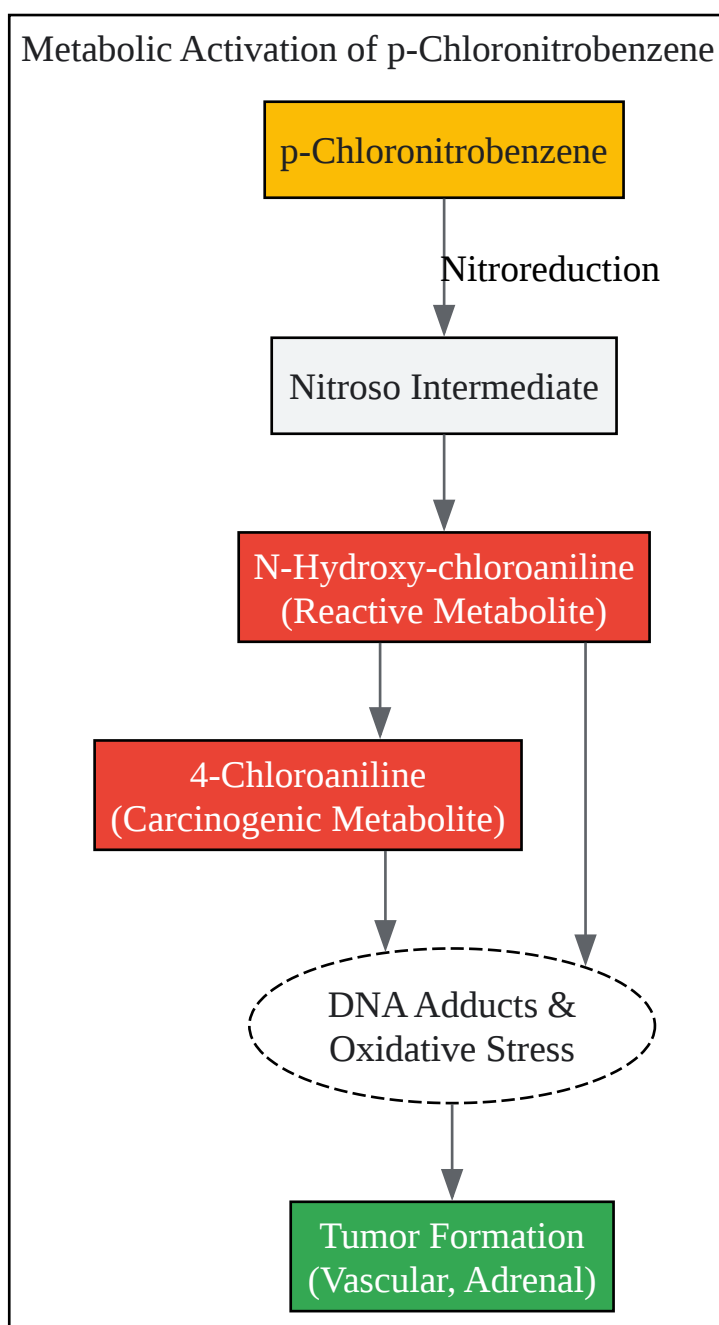 Metabolic Activation of p-Chloronitrobenzene
p-Chloronitrobenzene
Nitroreduction
Nitroso Intermediate
N-Hydroxy-chloroaniline
(Reactive Metabolite)
4-Chloroaniline
(Carcinogenic Metabolite)
DNA Adducts &
Oxidative Stress
Tumor Formation
(Vascular, Adrenal)